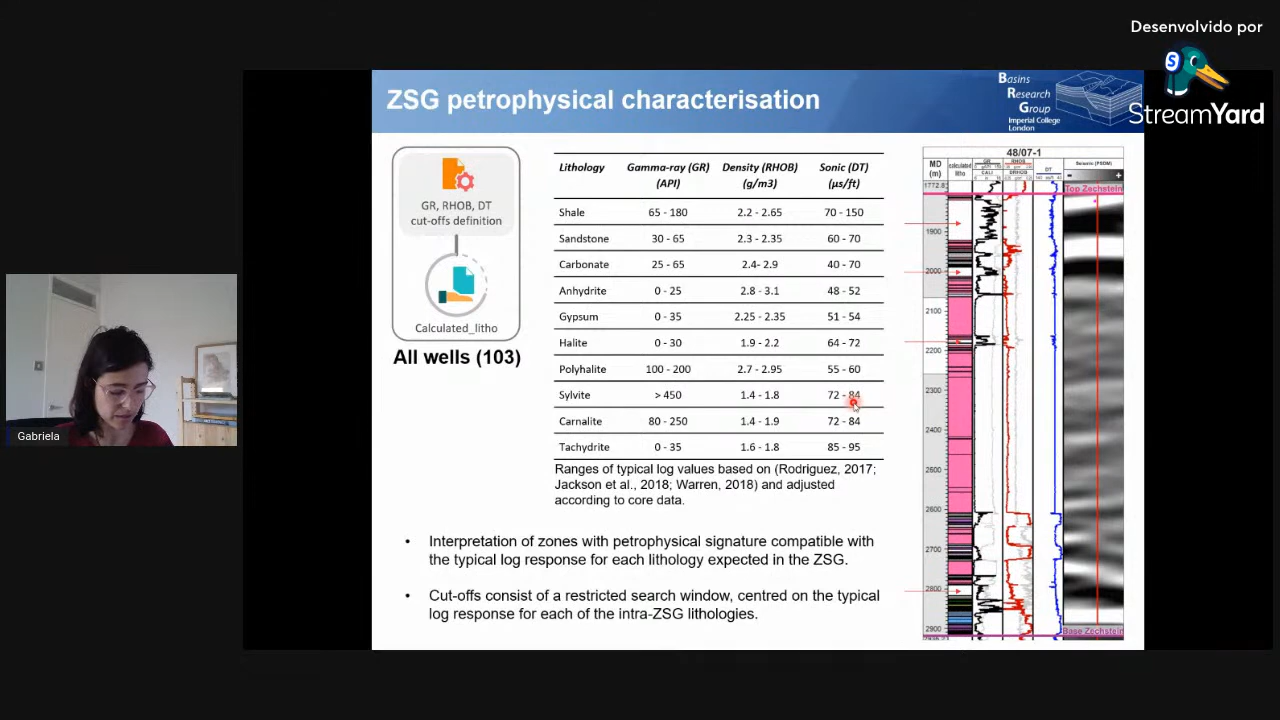 Desenvolvido por
StreamYard
ZSG petrophysical characterisation
Basins
Research
Group
Imperial College
London
GR, RHOB, DT
cut-offs definition
Calculated_litho
All wells (103)
Lithology Gamma-ray (GR) (API) Density (RHOB) (g/m3) Sonic (DT) (µs/ft)
Shale 65 - 180 2.2 - 2.65 70 - 150
Sandstone 30 - 65 2.3 - 2.35 60 - 70
Carbonate 25 - 65 2.4- 2.9 40 - 70
Anhydrite 0 - 25 2.8 - 3.1 48 - 52
Gypsum 0 - 35 2.25 - 2.35 51 - 54
Halite 0 - 30 1.9 - 2.2 64 - 72
Polyhalite 100 - 200 2.7 - 2.95 55 - 60
Sylvite > 450 1.4 - 1.8 72 - 84
Carnalite 80 - 250 1.4 - 1.9 72 - 84
Tachydrite 0 - 35 1.6 - 1.8 85 - 95
Ranges of typical log values based on (Rodriguez, 2017;
Jackson et al., 2018; Warren, 2018) and adjusted
according to core data.
• Interpretation of zones with petrophysical signature compatible with
the typical log response for each lithology expected in the ZSG.
• Cut-offs consist of a restricted search window, centred on the typical
log response for each of the intra-ZSG lithologies.
48/07-1
MD
(m)
calculated
litho
GR
CALI
RHOB
DRHOB
DT
Seismic (PSDM)
- +
1772.8
Top Zechstein
1900
2000
2100
2200
2300
2400
2500
2600
2700
2800
2900
Base Zechstein
Gabriela